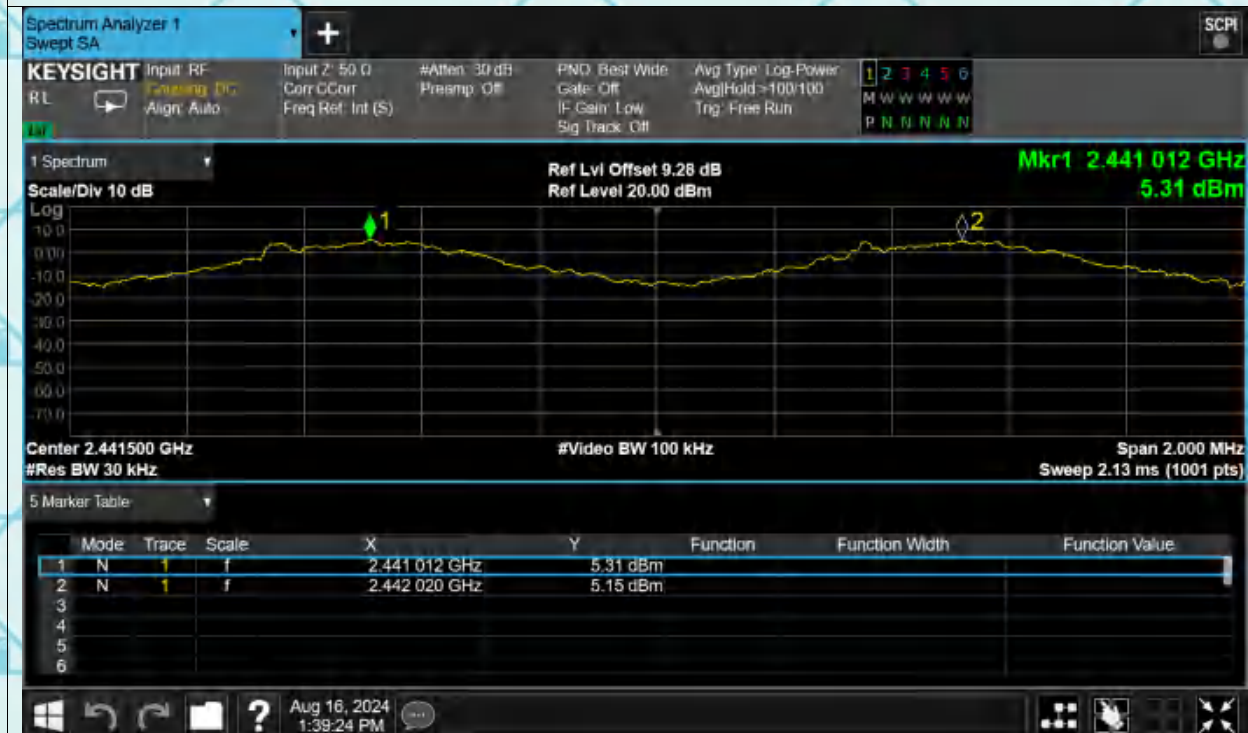 Spectrum Analyzer 1
Swept SA
+
SCPI
KEYSIGHT
RL
Input: RF
Coupling: DC
Align: Auto
Input Z: 50 Ω
Corr CCorr
Freq Ref: Int (S)
#Atten: 30 dB
Preamp: Off
PNO: Best Wide
Gate: Off
IF Gain: Low
Sig Track: Off
Avg Type: Log-Power
Avg|Hold: >100/100
Trig: Free Run
1 2 3 4 5 6
M W W W W W
P N N N N N
1 Spectrum
Scale/Div 10 dB
Ref Lvl Offset 9.28 dB
Ref Level 20.00 dBm
Mkr1 2.441 012 GHz
5.31 dBm
Log
10.0
0.00
-10.0
-20.0
-30.0
-40.0
-50.0
-60.0
-70.0
1
2
Center 2.441500 GHz
#Res BW 30 kHz
#Video BW 100 kHz
Span 2.000 MHz
Sweep 2.13 ms (1001 pts)
5 Marker Table
Mode Trace Scale X Y Function Function Width Function Value
1 N 1 f 2.441 012 GHz 5.31 dBm
2 N 1 f 2.442 020 GHz 5.15 dBm
3
4
5
6
?
Aug 16, 2024
1:39:24 PM